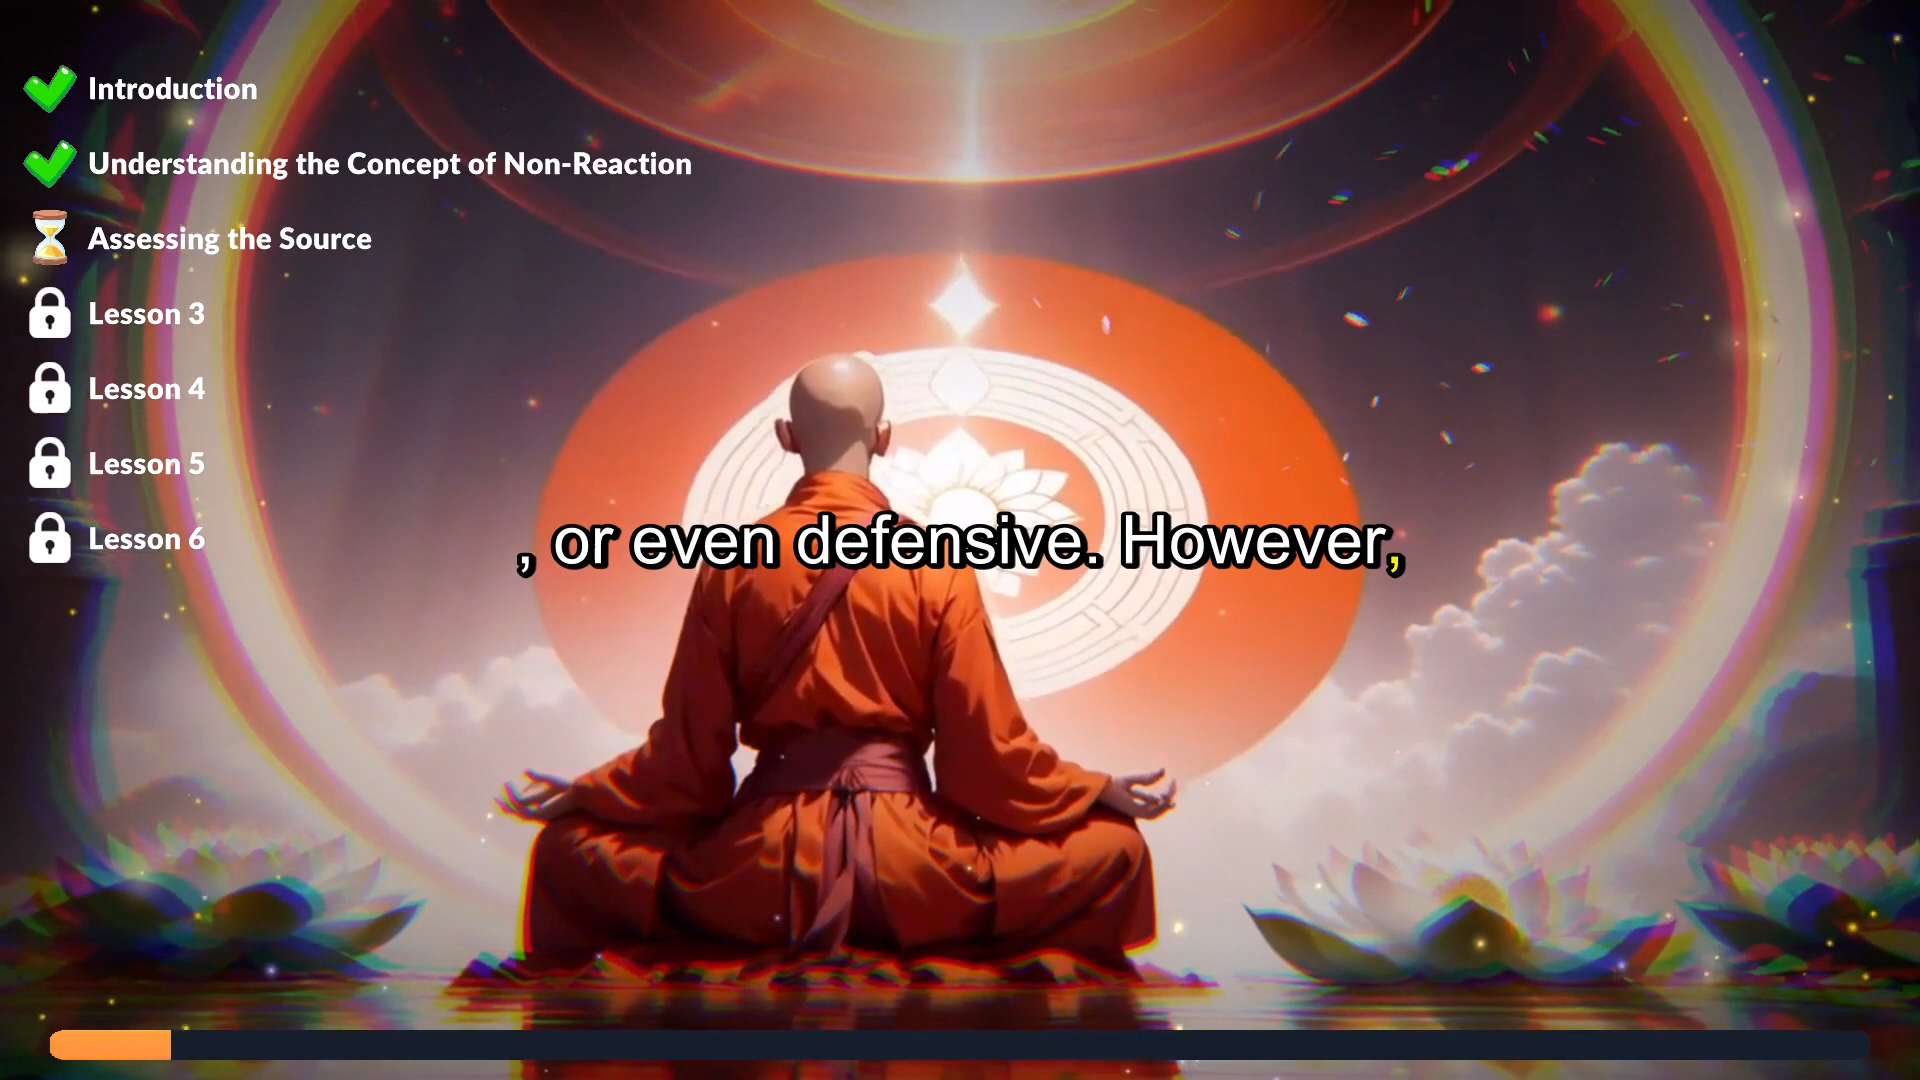 Introduction
Understanding the Concept of Non-Reaction
Assessing the Source
Lesson 3
Lesson 4
Lesson 5
Lesson 6
, or even defensive. However,